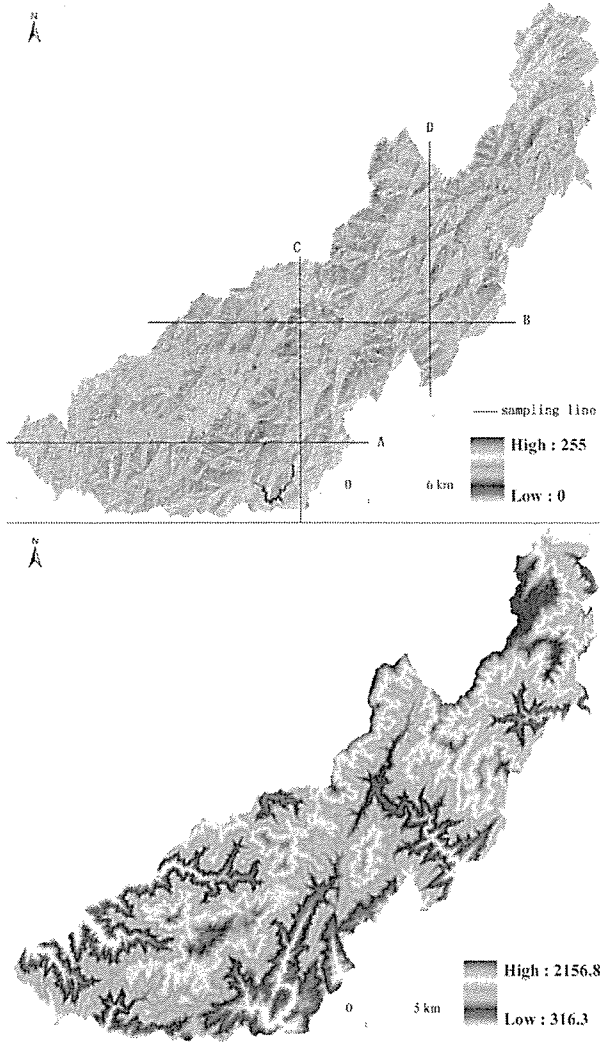 N
D
C
B
sampling line
A
High : 255
0 6 km
Low : 0
N
High : 2156.8
0 5 km
Low : 316.3